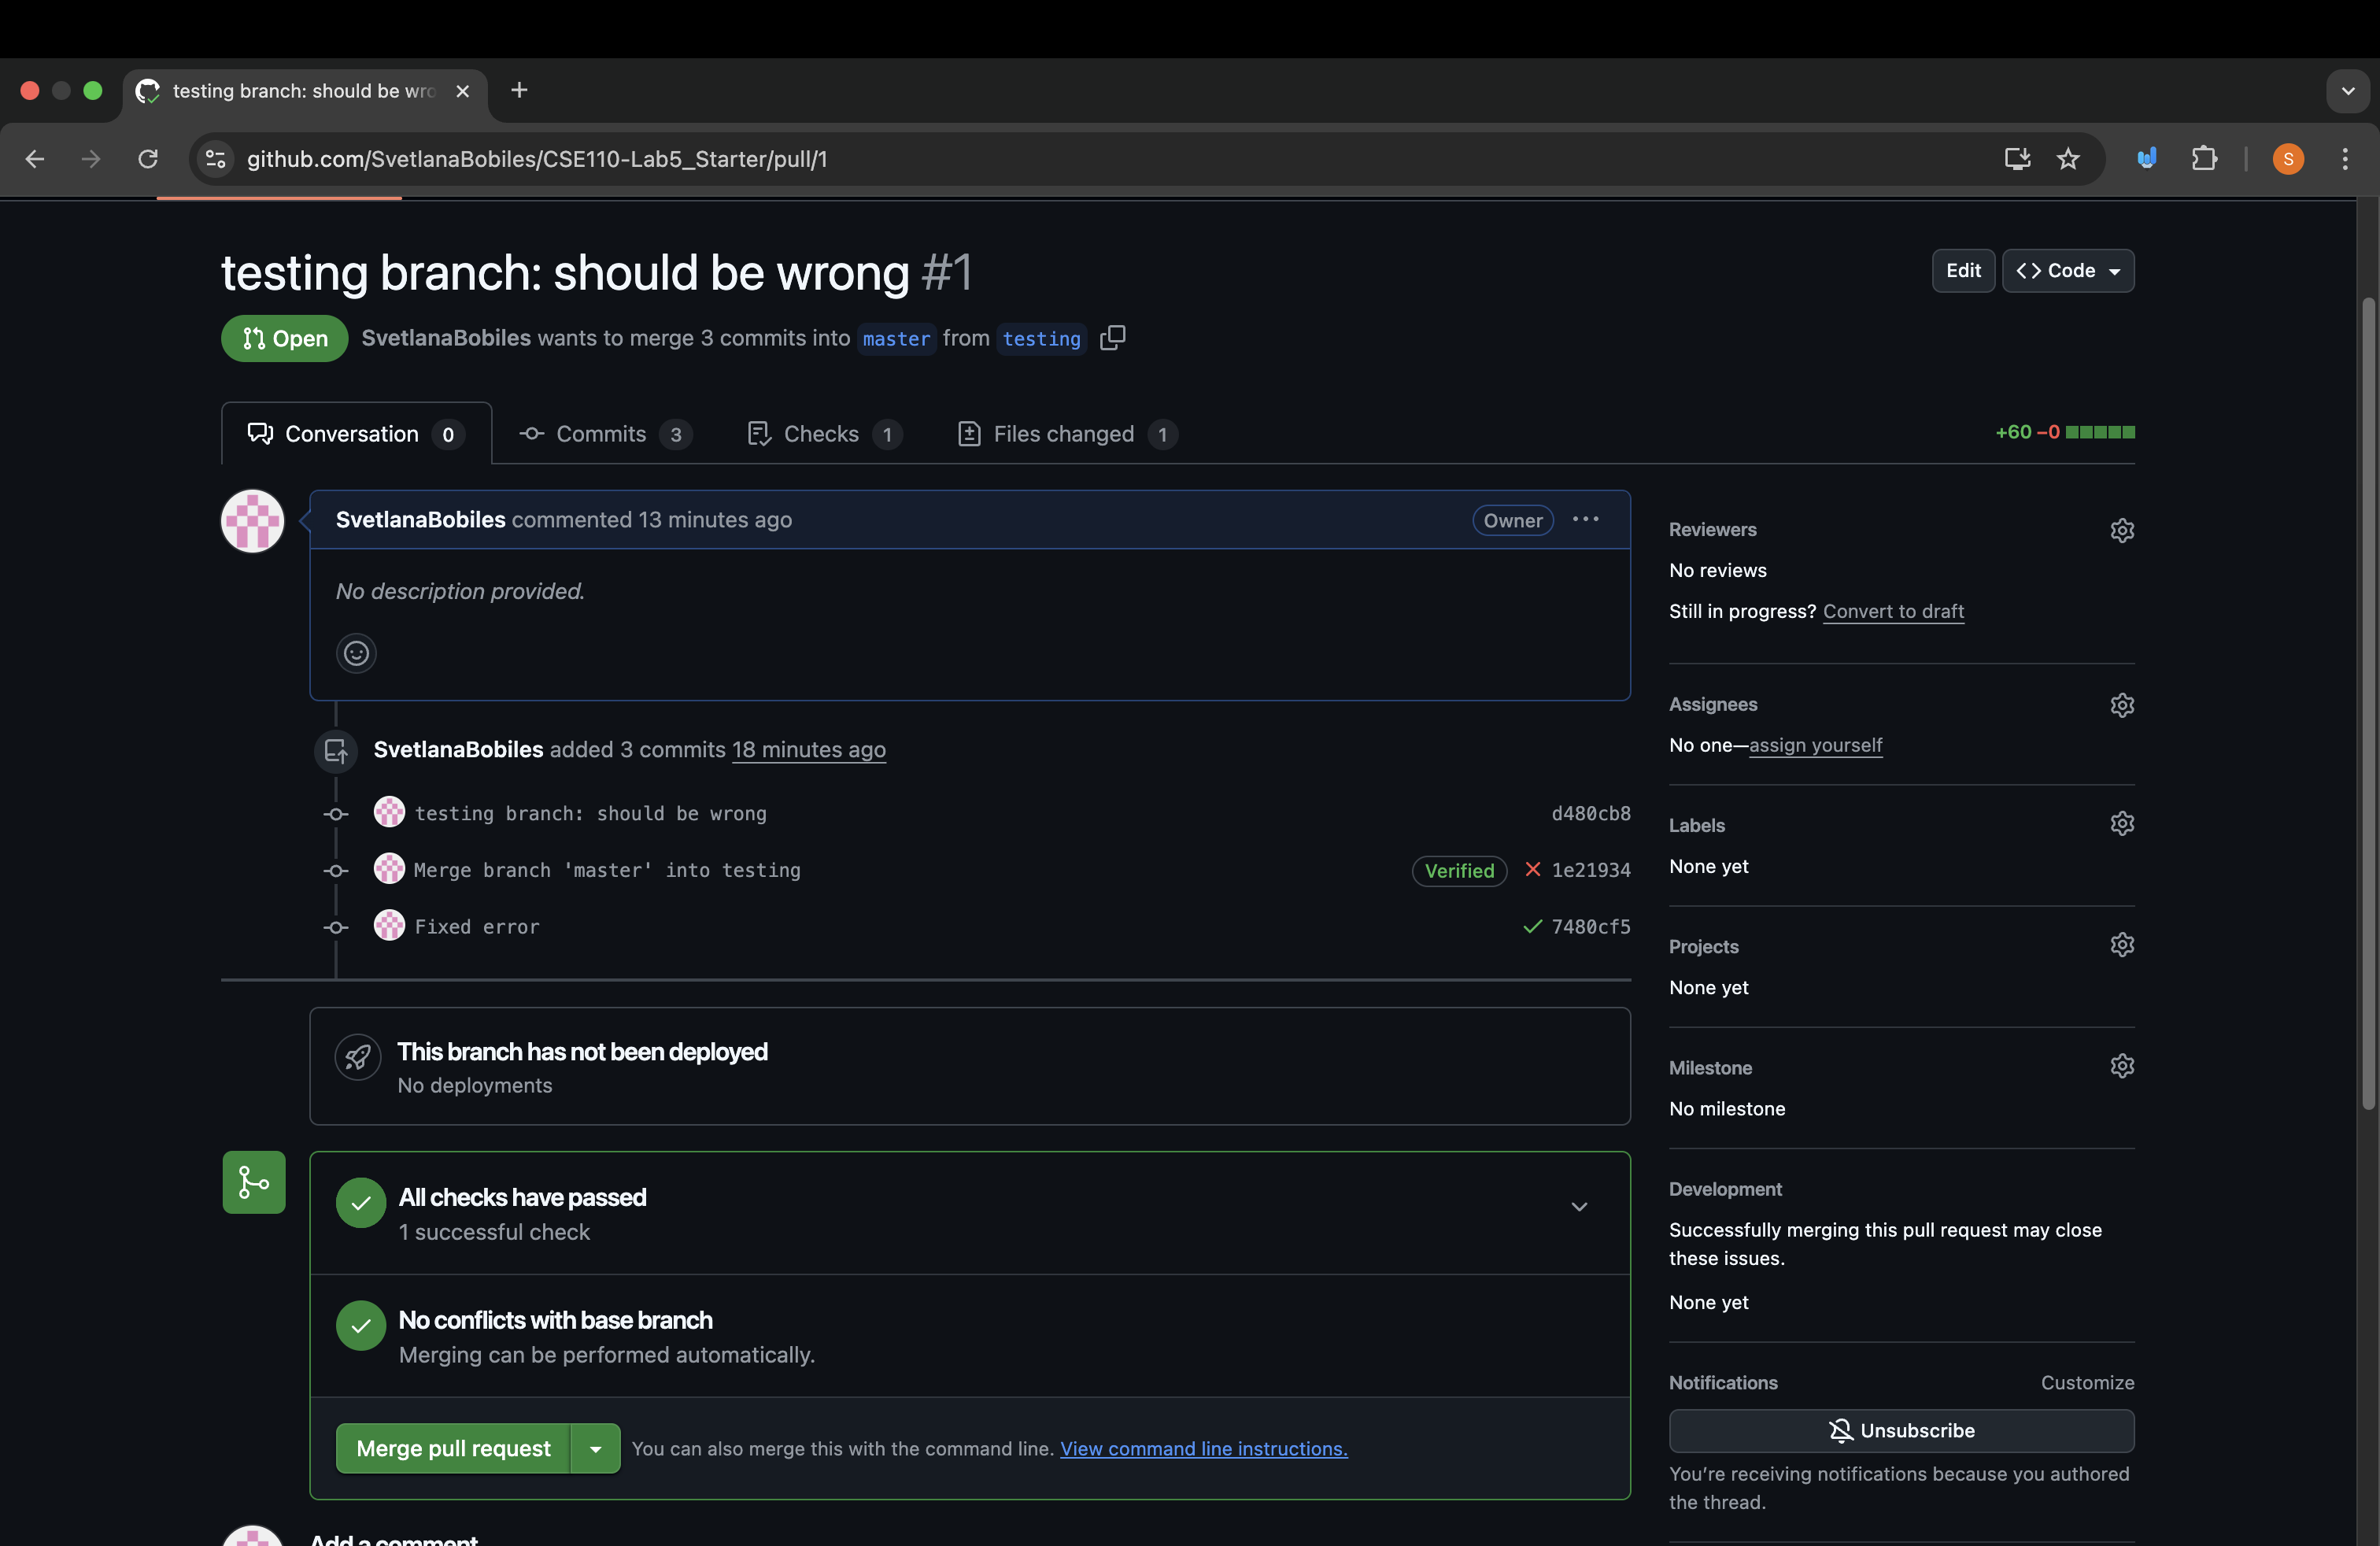 testing branch: should be wro
github.com/SvetlanaBobiles/CSE110-Lab5_Starter/pull/1
S
testing branch: should be wrong #1
Edit
Code
Open
SvetlanaBobiles wants to merge 3 commits into master from testing
Conversation 0
Commits 3
Checks 1
Files changed 1
+60 −0
SvetlanaBobiles commented 13 minutes ago
Owner
No description provided.
SvetlanaBobiles added 3 commits 18 minutes ago
testing branch: should be wrong d480cb8
Merge branch 'master' into testing Verified 1e21934
Fixed error 7480cf5
This branch has not been deployed
No deployments
All checks have passed
1 successful check
No conflicts with base branch
Merging can be performed automatically.
Merge pull request
You can also merge this with the command line. View command line instructions.
Add a comment
Reviewers
No reviews
Still in progress? Convert to draft
Assignees
No one—assign yourself
Labels
None yet
Projects
None yet
Milestone
No milestone
Development
Successfully merging this pull request may close
these issues.
None yet
Notifications
Customize
Unsubscribe
You’re receiving notifications because you authored
the thread.